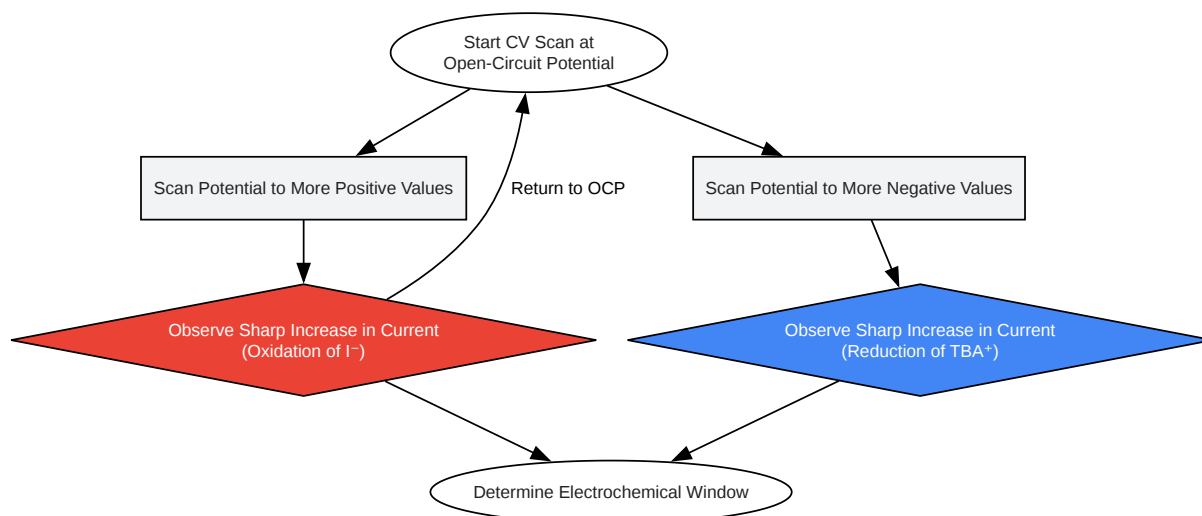 Start CV Scan at
Open-Circuit Potential
Scan Potential to More Positive Values
Return to OCP
Scan Potential to More Negative Values
Observe Sharp Increase in Current
(Oxidation of I⁻)
Observe Sharp Increase in Current
(Reduction of TBA⁺)
Determine Electrochemical Window